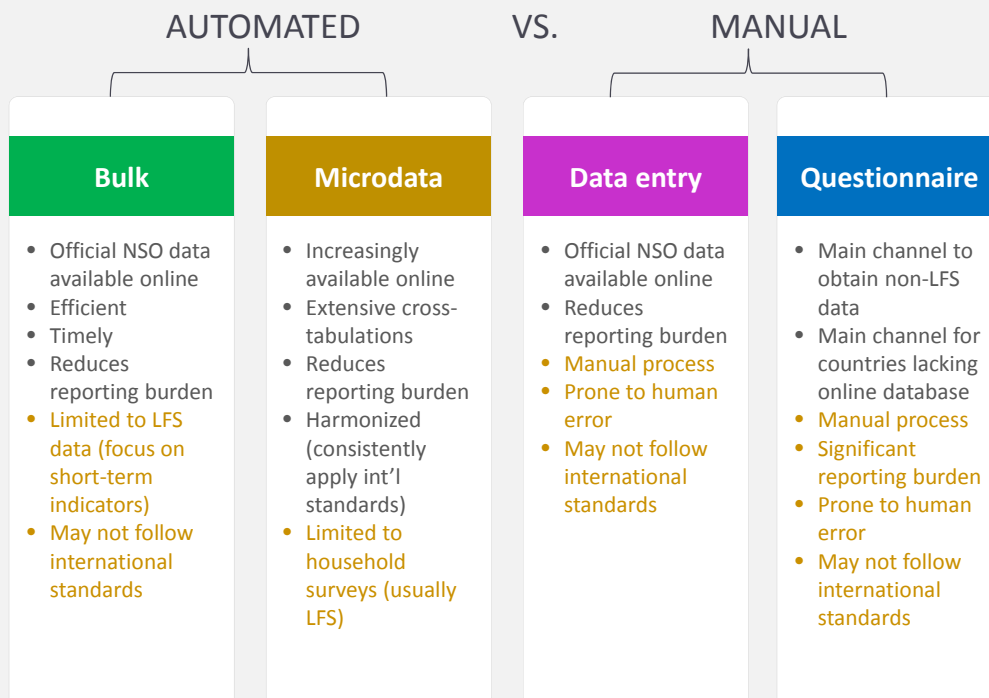 AUTOMATED VS. MANUAL
Bulk
• Official NSO data
available online
• Efficient
• Timely
• Reduces
reporting burden
• Limited to LFS
data (focus on
short-term
indicators)
• May not follow
international
standards
Microdata
• Increasingly
available online
• Extensive cross-
tabulations
• Reduces
reporting burden
• Harmonized
(consistently
apply int'l
standards)
• Limited to
household
surveys (usually
LFS)
Data entry
• Official NSO data
available online
• Reduces
reporting burden
• Manual process
• Prone to human
error
• May not follow
international
standards
Questionnaire
• Main channel to
obtain non-LFS
data
• Main channel for
countries lacking
online database
• Manual process
• Significant
reporting burden
• Prone to human
error
• May not follow
international
standards